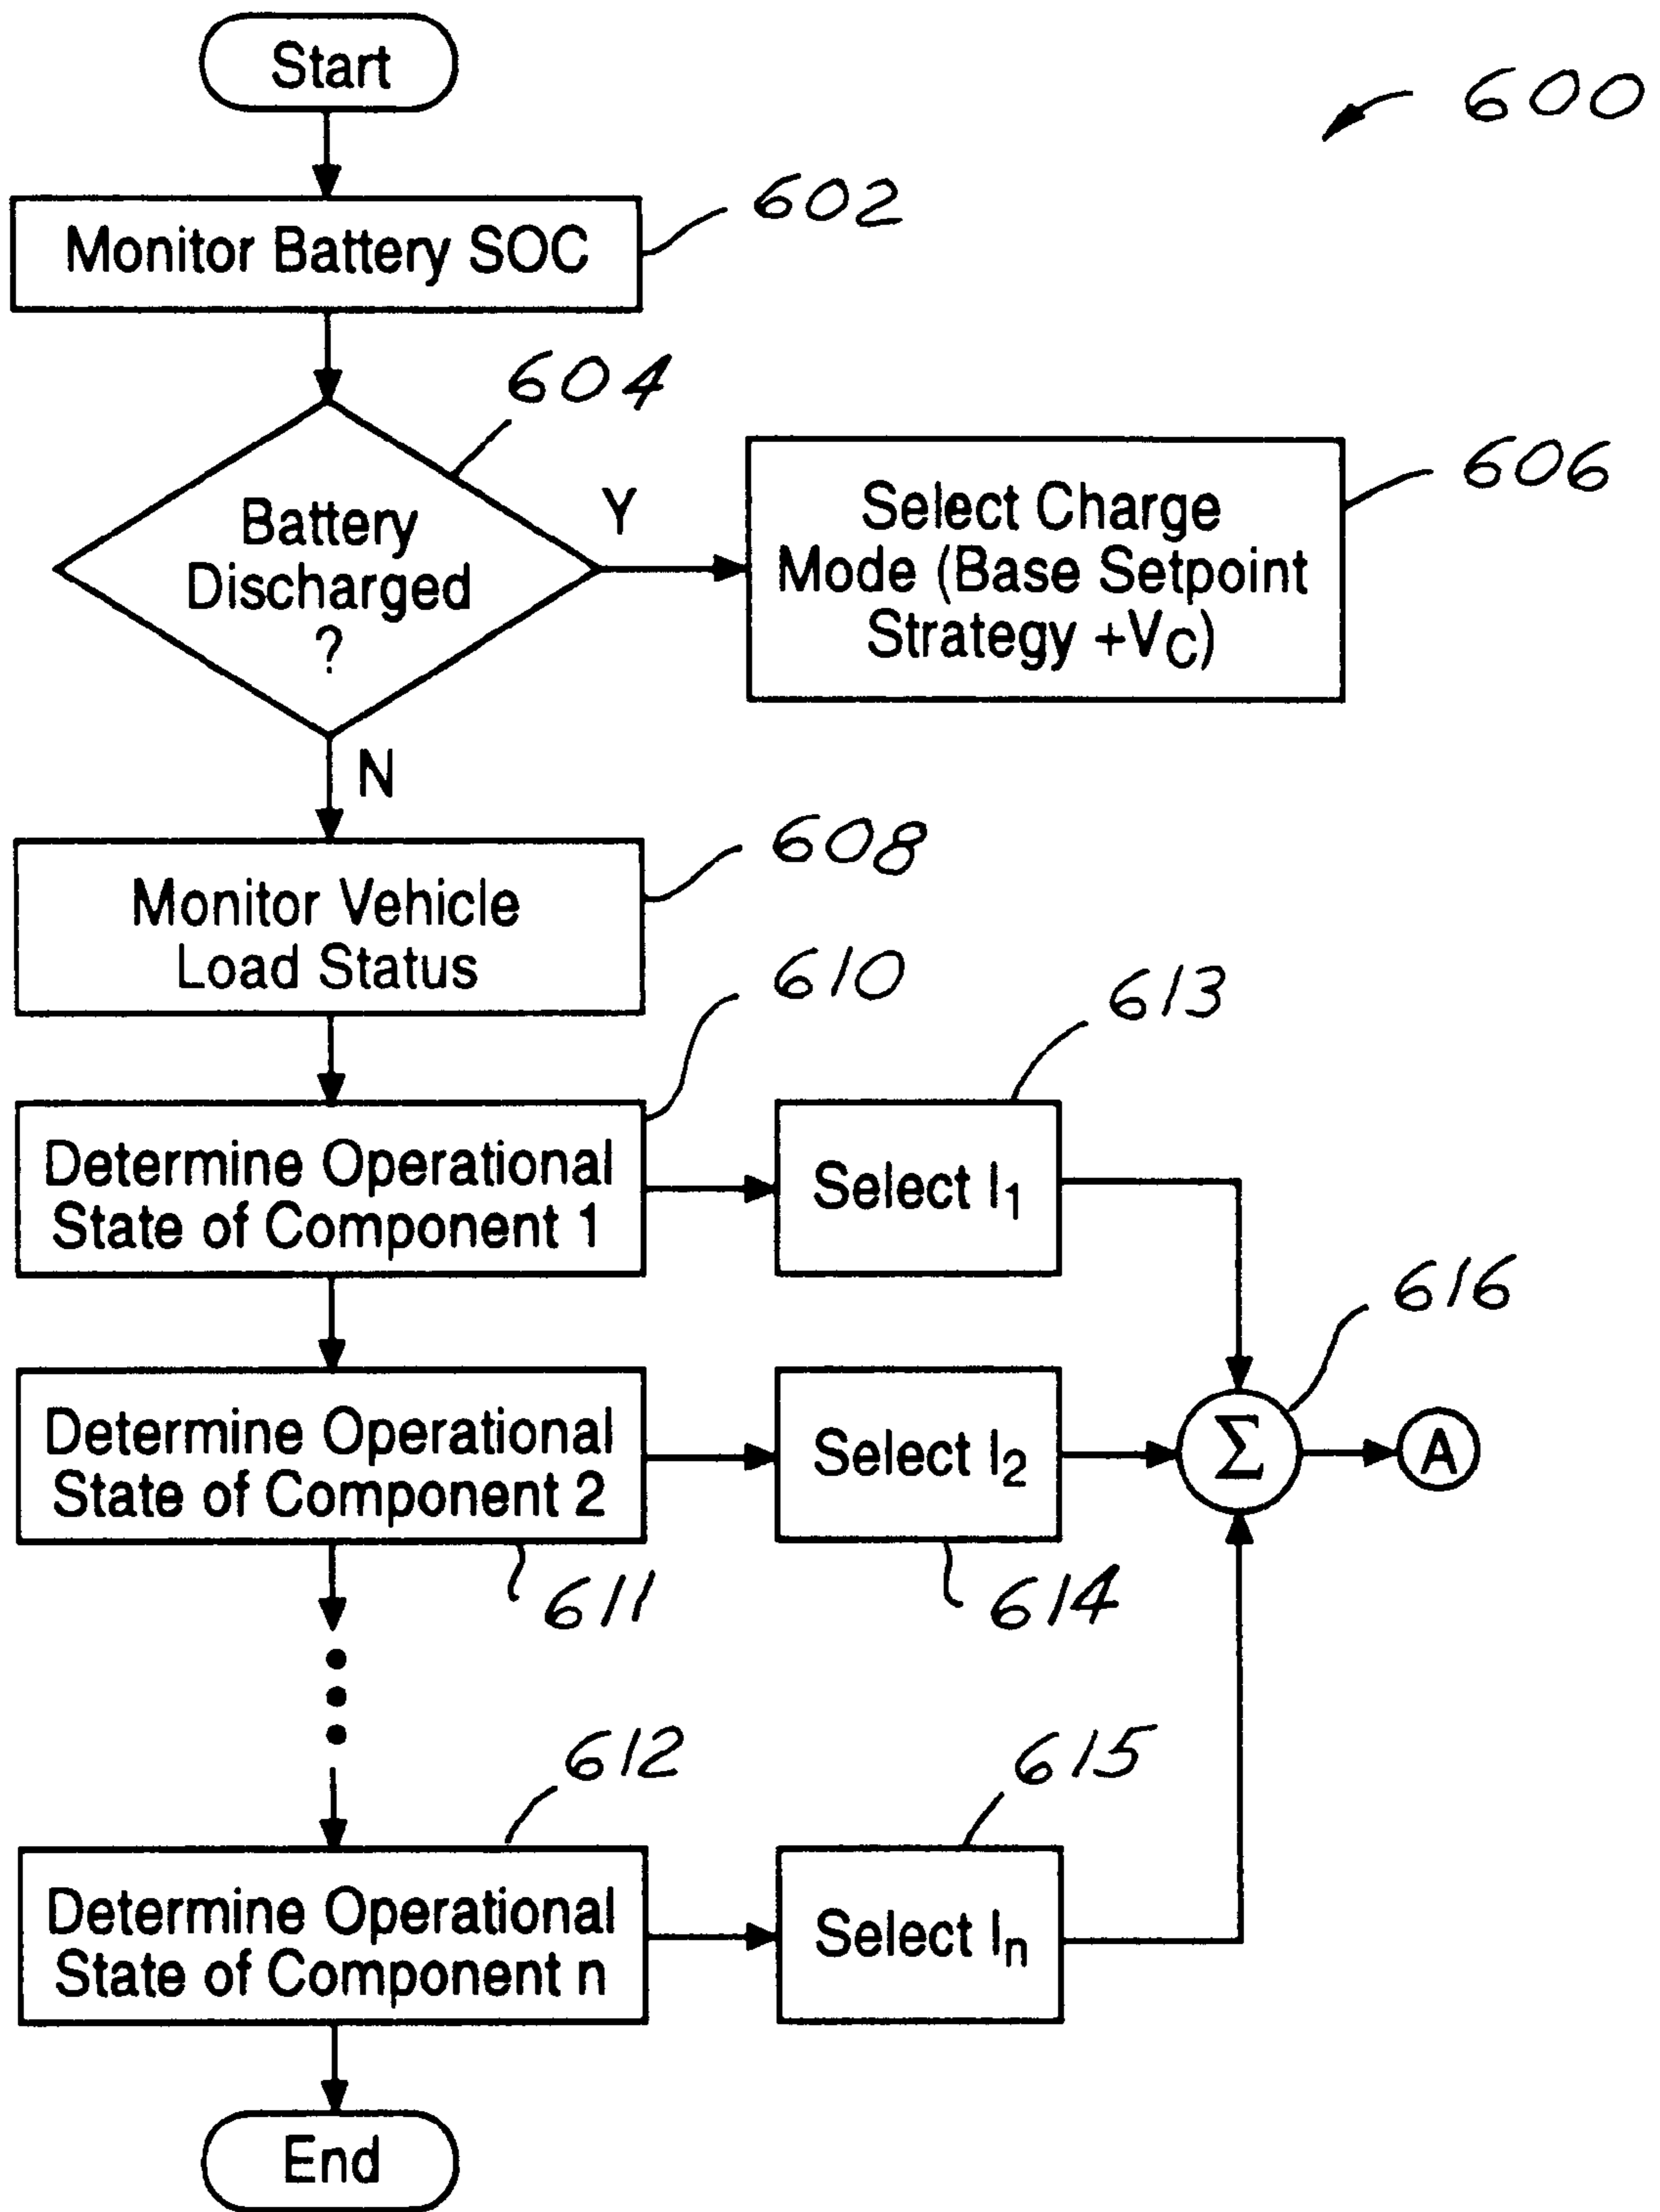 Start
600
602
Monitor Battery SOC
604
Battery
Discharged
?
Y
606
Select Charge
Mode (Base Setpoint
Strategy +VC)
N
608
Monitor Vehicle
Load Status
610
613
Determine Operational
State of Component 1
Select I1
616
Determine Operational
State of Component 2
Select I2
Σ
A
611
614
612
615
Determine Operational
State of Component n
Select In
End